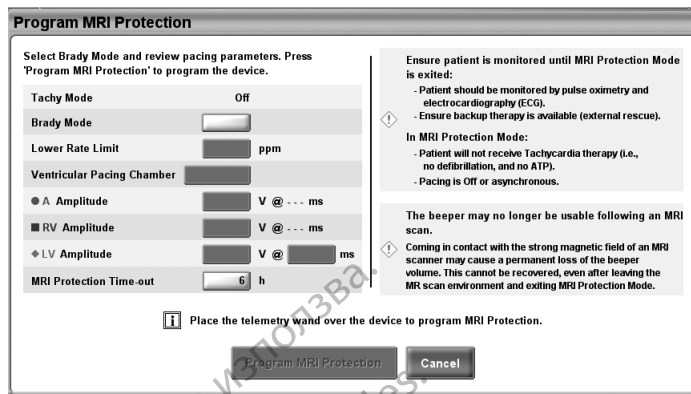 Program MRI Protection
Select Brady Mode and review pacing parameters. Press
'Program MRI Protection' to program the device.
Tachy Mode Off
Brady Mode
Lower Rate Limit ppm
Ventricular Pacing Chamber
A Amplitude V @ - - - ms
RV Amplitude V @ - - - ms
LV Amplitude V @ ms
MRI Protection Time-out 6 h
Ensure patient is monitored until MRI Protection Mode
is exited:
- Patient should be monitored by pulse oximetry and
electrocardiography (ECG).
- Ensure backup therapy is available (external rescue).
In MRI Protection Mode:
- Patient will not receive Tachycardia therapy (i.e.,
no defibrillation, and no ATP).
- Pacing is Off or asynchronous.
The beeper may no longer be usable following an MRI
scan.
Coming in contact with the strong magnetic field of an MRI
scanner may cause a permanent loss of the beeper
volume. This cannot be recovered, even after leaving the
MR scan environment and exiting MRI Protection Mode.
Place the telemetry wand over the device to program MRI Protection.
Program MRI Protection
Cancel